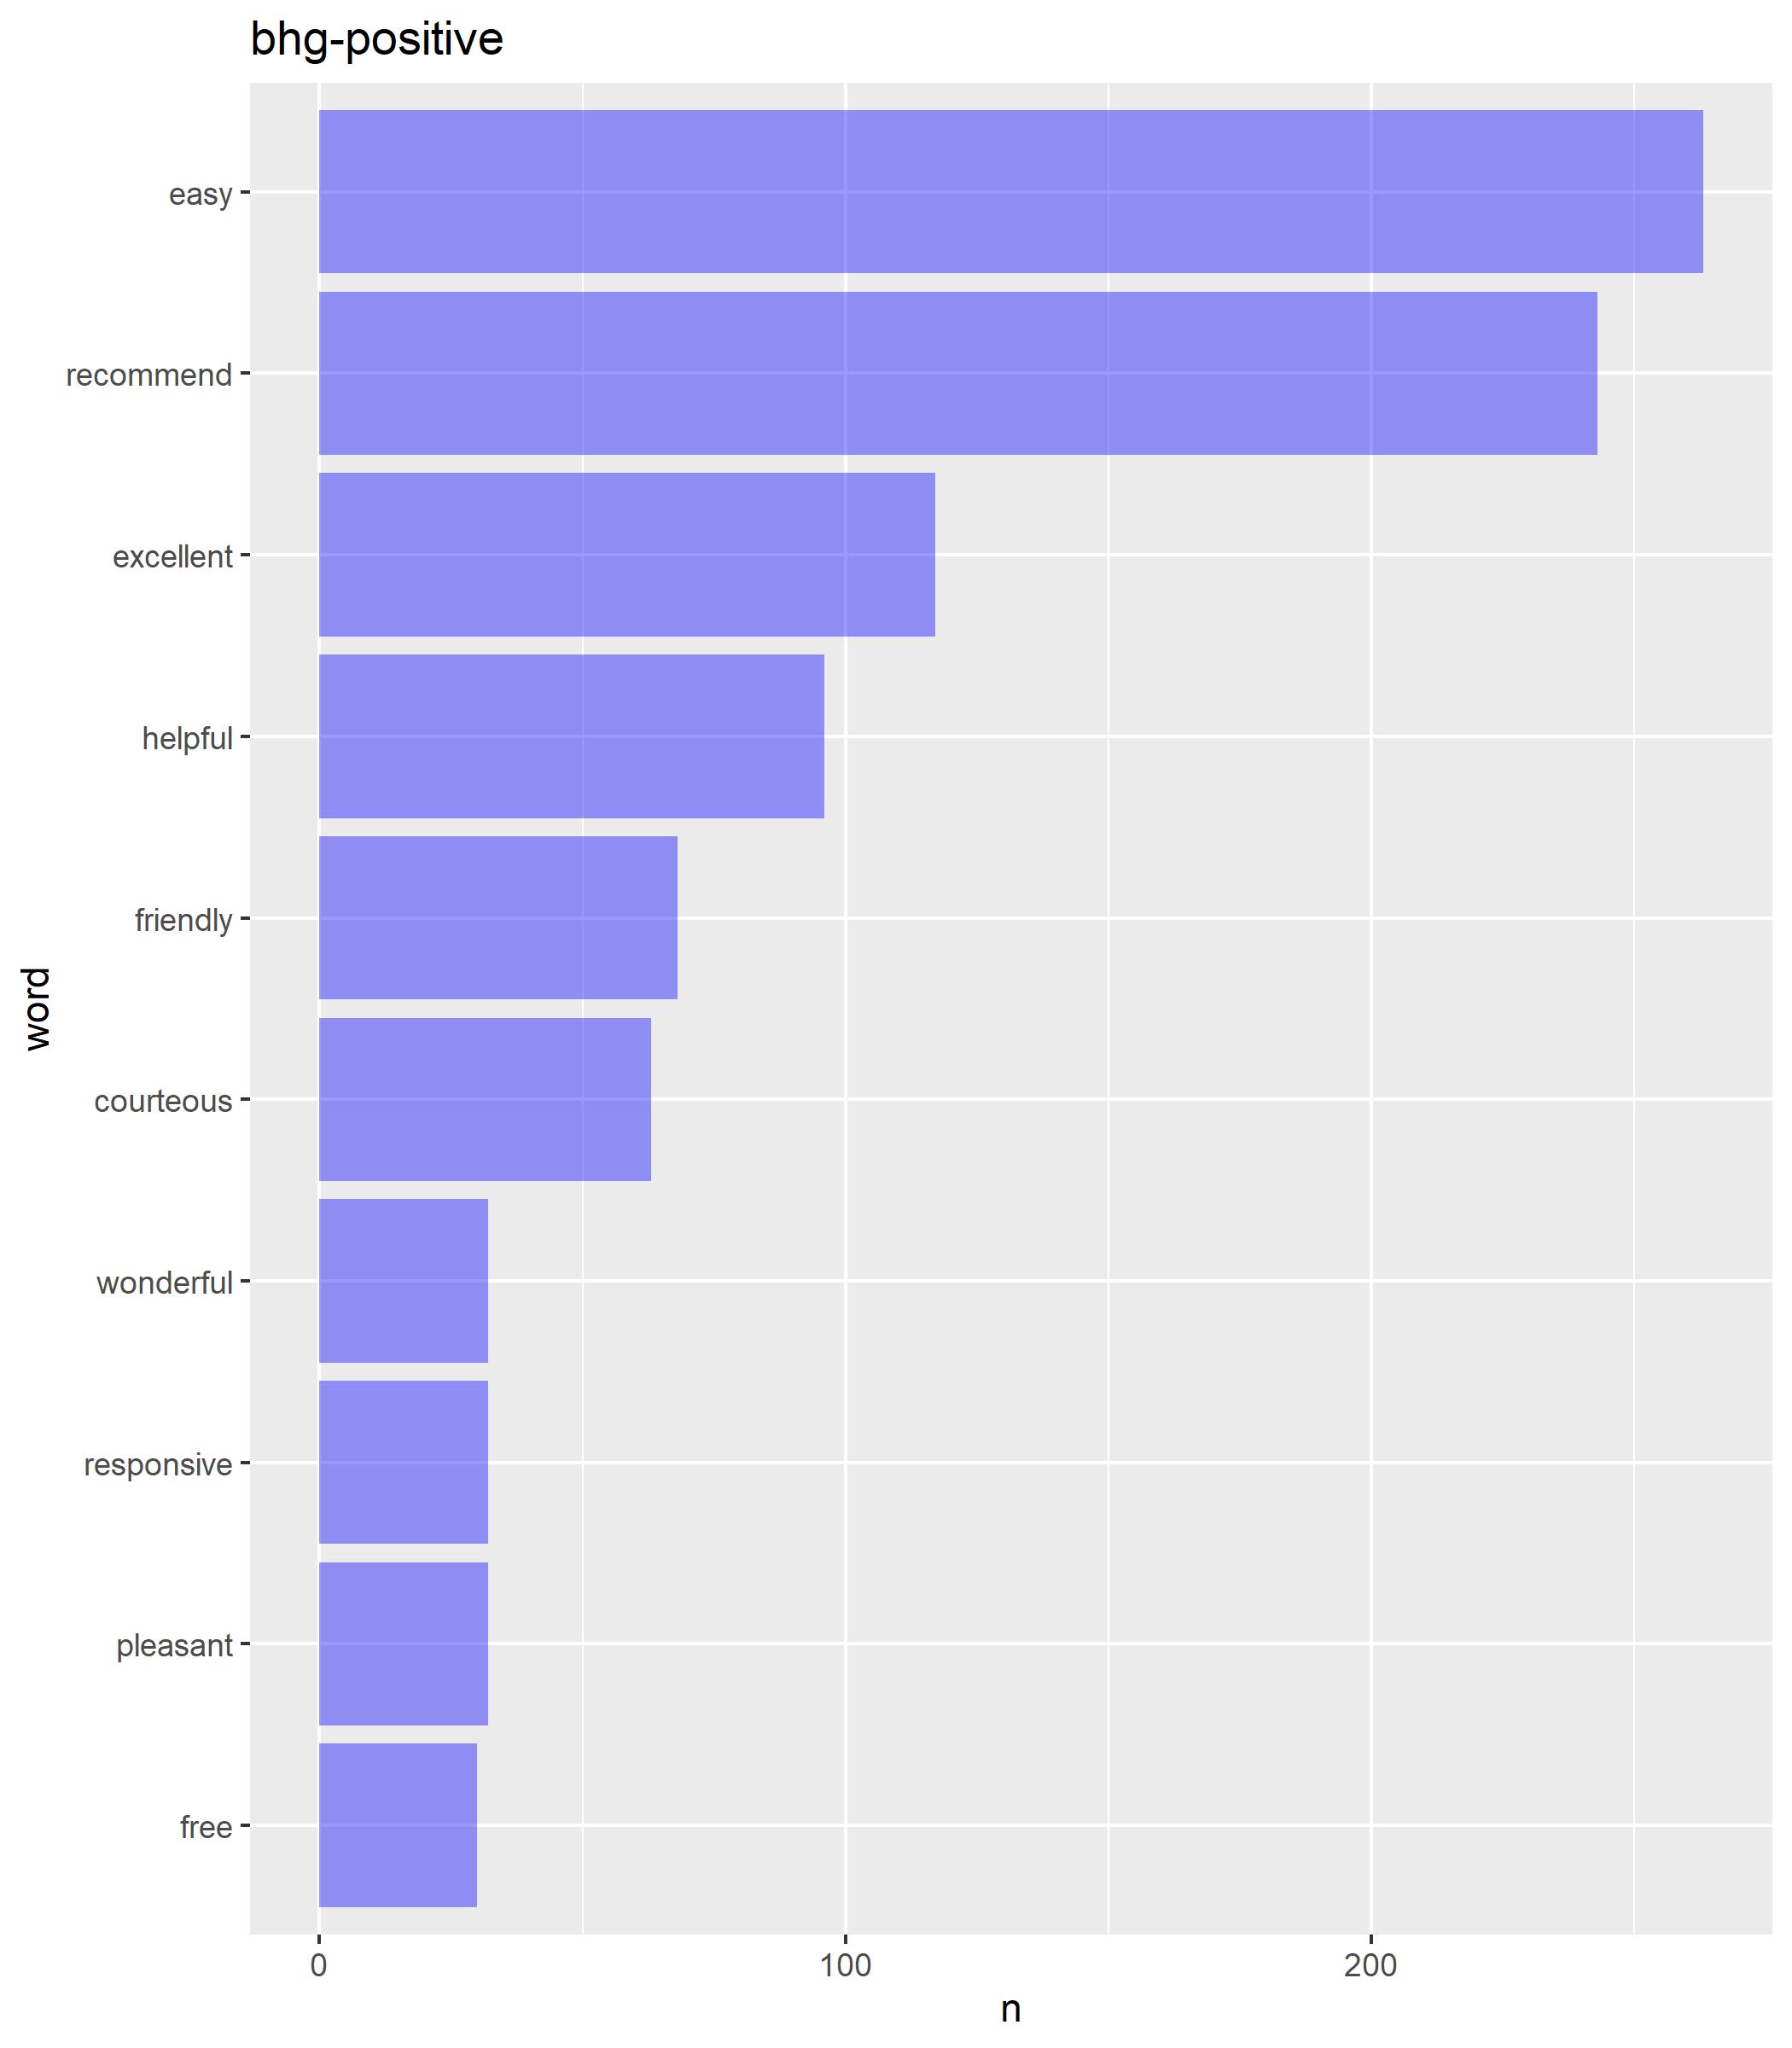 bhg-positive
easy
recommend
excellent
helpful
friendly
courteous
wonderful
responsive
pleasant
free
word
0 100 200
n